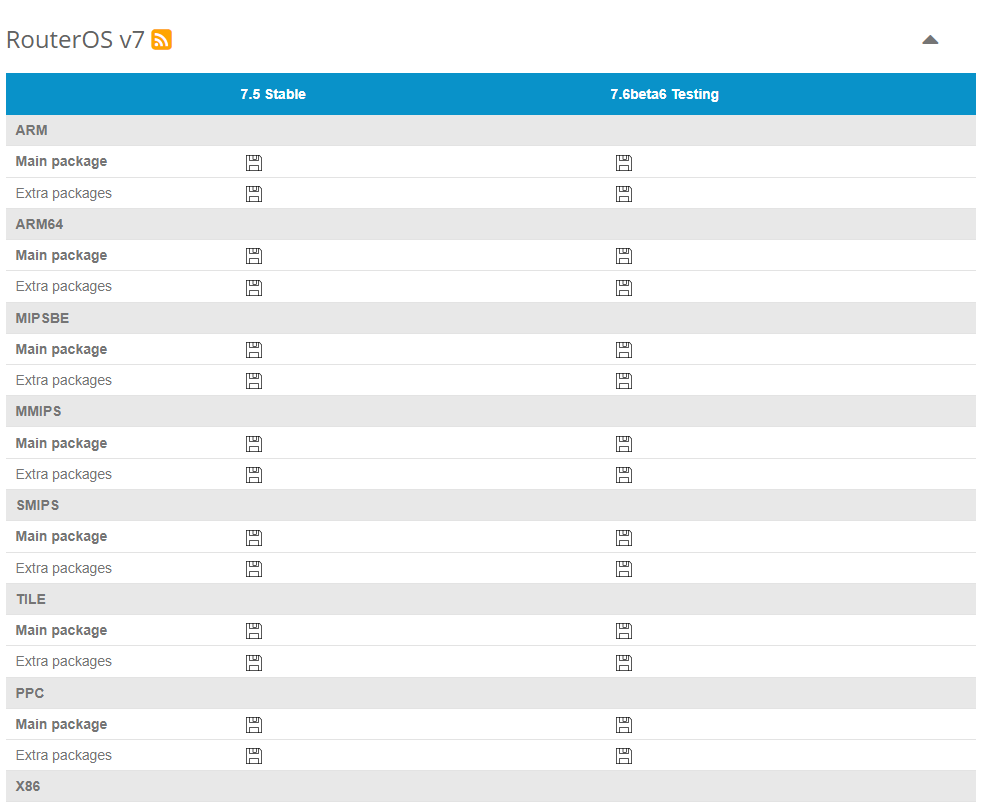 RouterOS v7
7.5 Stable 7.6beta6 Testing
ARM
Main package
Extra packages
ARM64
Main package
Extra packages
MIPSBE
Main package
Extra packages
MMIPS
Main package
Extra packages
SMIPS
Main package
Extra packages
TILE
Main package
Extra packages
PPC
Main package
Extra packages
X86